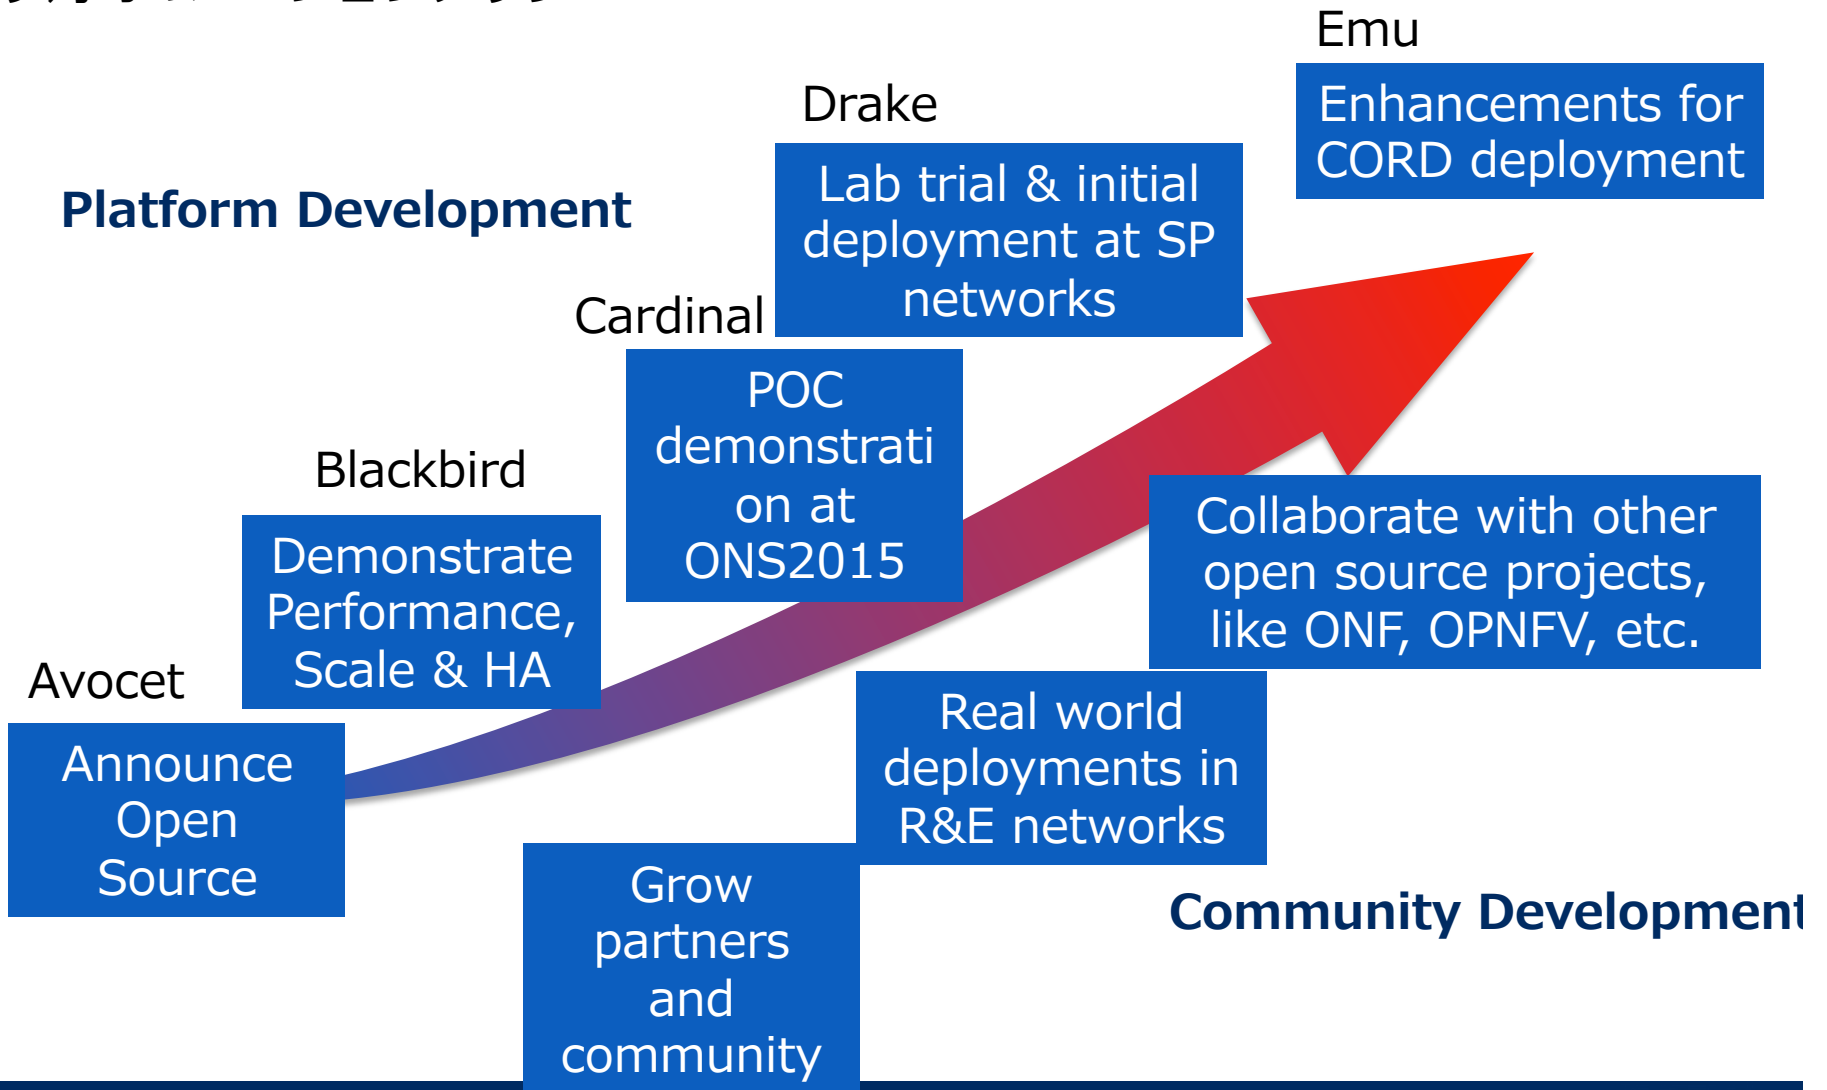 Emu
Enhancements for
CORD deployment
Drake
Lab trial & initial
deployment at SP
networks
Platform Development
Cardinal
POC
demonstrati
on at
ONS2015
Blackbird
Demonstrate
Performance,
Scale & HA
Avocet
Announce
Open
Source
Collaborate with other
open source projects,
like ONF, OPNFV, etc.
Real world
deployments in
R&E networks
Grow
partners
and
community
Community Development